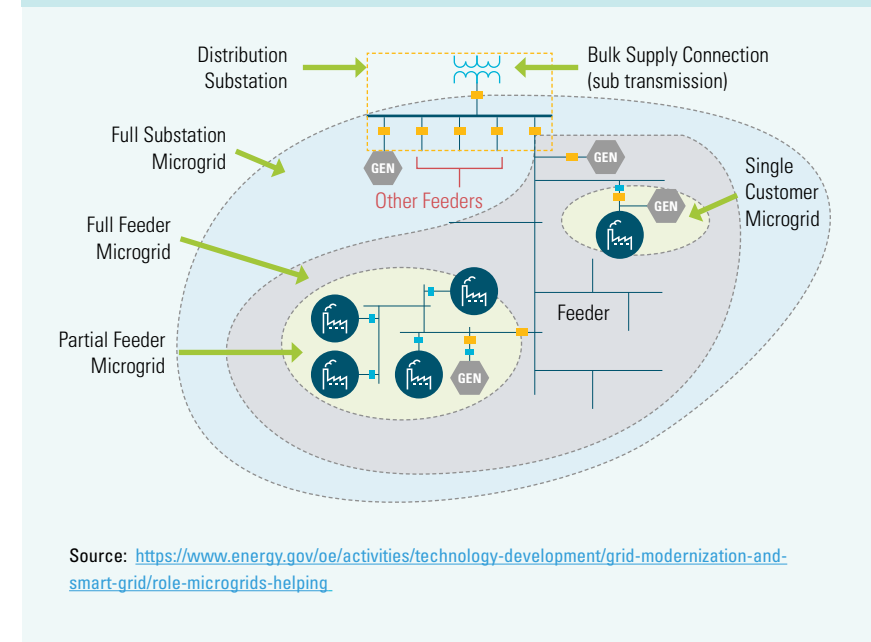 Distribution
Substation
Bulk Supply Connection
(sub transmission)
Full Substation
Microgrid
GEN
GEN
Single
Customer
Microgrid
Other Feeders
GEN
Full Feeder
Microgrid
Feeder
Partial Feeder
Microgrid
GEN
Source: https://www.energy.gov/oe/activities/technology-development/grid-modernization-and-
smart-grid/role-microgrids-helping